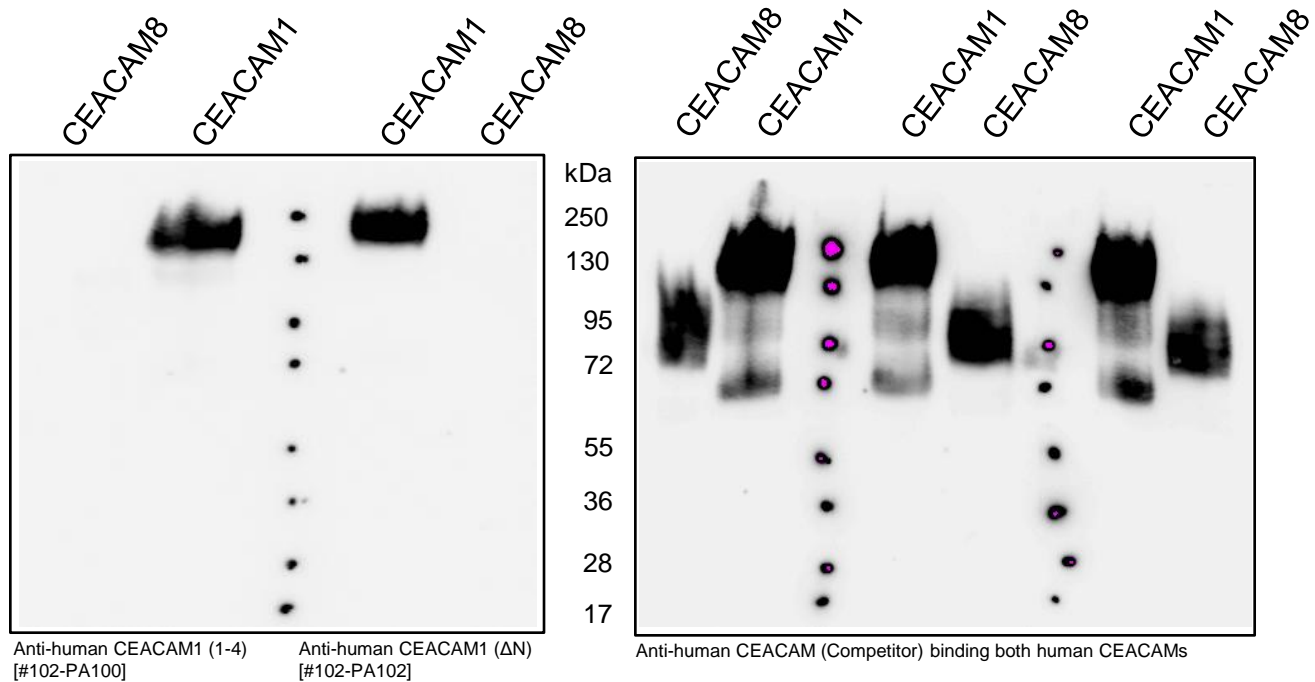 CEACAM8
CEACAM1
CEACAM1
CEACAM8
CEACAM8
CEACAM1
CEACAM1
CEACAM8
CEACAM1
CEACAM8
kDa
250
130
95
72
55
36
28
17
Anti-human CEACAM1 (1-4)
[#102-PA100]
Anti-human CEACAM1 (ΔN)
[#102-PA102]
Anti-human CEACAM (Competitor) binding both human CEACAMs